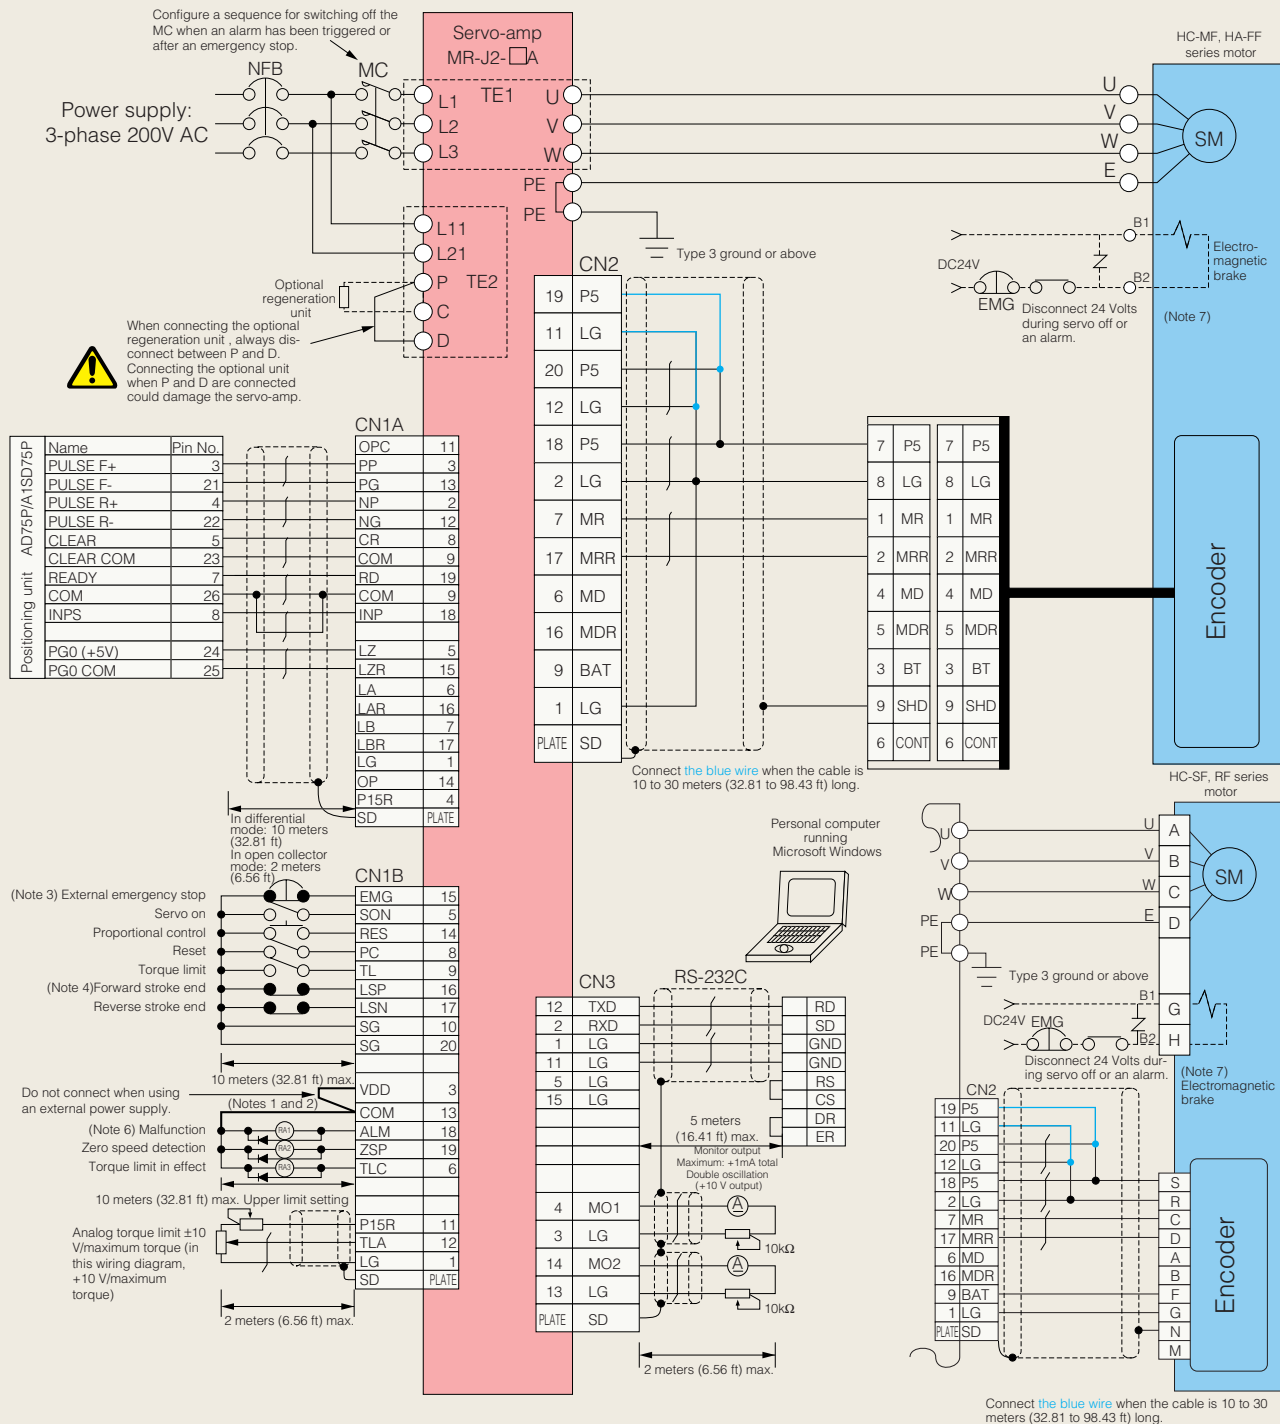 Configure a sequence for switching off the
MC when an alarm has been triggered or
after an emergency stop.
NFB
MC
Power supply:
3-phase 200V AC
Servo-amp
MR-J2-□A
L1
TE1
U
L2
V
L3
W
PE
PE
L11
L21
P
TE2
C
D
Type 3 ground or above
Optional
regeneration
unit
When connecting the optional
regeneration unit , always dis-
connect between P and D.
Connecting the optional unit
when P and D are connected
could damage the servo-amp.
HC-MF, HA-FF
series motor
U
V
W
E
SM
B1
B2
DC24V
EMG
Electro-
magnetic
brake
Disconnect 24 Volts
during servo off or
an alarm.
(Note 7)
CN2
19 P5
11 LG
20 P5
12 LG
18 P5
2 LG
7 MR
17 MRR
6 MD
16 MDR
9 BAT
1 LG
PLATE SD
7 P5 7 P5
8 LG 8 LG
1 MR 1 MR
2 MRR 2 MRR
4 MD 4 MD
5 MDR 5 MDR
3 BT 3 BT
9 SHD 9 SHD
6 CONT 6 CONT
Encoder
Connect the blue wire when the cable is
10 to 30 meters (32.81 to 98.43 ft) long.
Positioning unit AD75P/A1SD75P
Name Pin No.
PULSE F+ 3
PULSE F- 21
PULSE R+ 4
PULSE R- 22
CLEAR 5
CLEAR COM 23
READY 7
COM 26
INPS 8
PG0 (+5V) 24
PG0 COM 25
CN1A
OPC 11
PP 3
PG 13
NP 2
NG 12
CR 8
COM 9
RD 19
COM 9
INP 18
LZ 5
LZR 15
LA 6
LAR 16
LB 7
LBR 17
LG 1
OP 14
P15R 4
SD PLATE
In differential
mode: 10 meters
(32.81 ft)
In open collector
mode: 2 meters
(6.56 ft)
CN1B
(Note 3) External emergency stop
Servo on
Proportional control
Reset
Torque limit
(Note 4)Forward stroke end
Reverse stroke end
EMG 15
SON 5
RES 14
PC 8
TL 9
LSP 16
LSN 17
SG 10
SG 20
10 meters (32.81 ft) max.
Do not connect when using
an external power supply.
(Notes 1 and 2)
VDD 3
COM 13
ALM 18
ZSP 19
TLC 6
(Note 6) Malfunction
Zero speed detection
Torque limit in effect
RA1
RA2
RA3
10 meters (32.81 ft) max. Upper limit setting
Analog torque limit ±10
V/maximum torque (in
this wiring diagram,
+10 V/maximum
torque)
P15R 11
TLA 12
LG 1
SD PLATE
2 meters (6.56 ft) max.
Personal computer
running
Microsoft Windows
CN3
RS-232C
12 TXD
2 RXD
1 LG
11 LG
5 LG
15 LG
4 MO1
3 LG
14 MO2
13 LG
PLATE SD
RD
SD
GND
GND
RS
CS
DR
ER
5 meters
(16.41 ft) max.
Monitor output
Maximum: +1mA total
Double oscillation
(+10 V output)
A
10kΩ
A
10kΩ
2 meters (6.56 ft) max.
HC-SF, RF series
motor
U
V
W
PE
PE
U
V
W
E
A
B
C
D
SM
Type 3 ground or above
B1
G
DC24V EMG
B2
H
Disconnect 24 Volts dur-
ing servo off or an alarm.
(Note 7)
Electromagnetic
brake
CN2
19 P5
11 LG
20 P5
12 LG
18 P5
2 LG
7 MR
17 MRR
6 MD
16 MDR
9 BAT
1 LG
PLATE SD
S
R
C
D
A
B
F
G
N
M
Encoder
Connect the blue wire when the cable is 10 to 30
meters (32.81 to 98.43 ft) long.